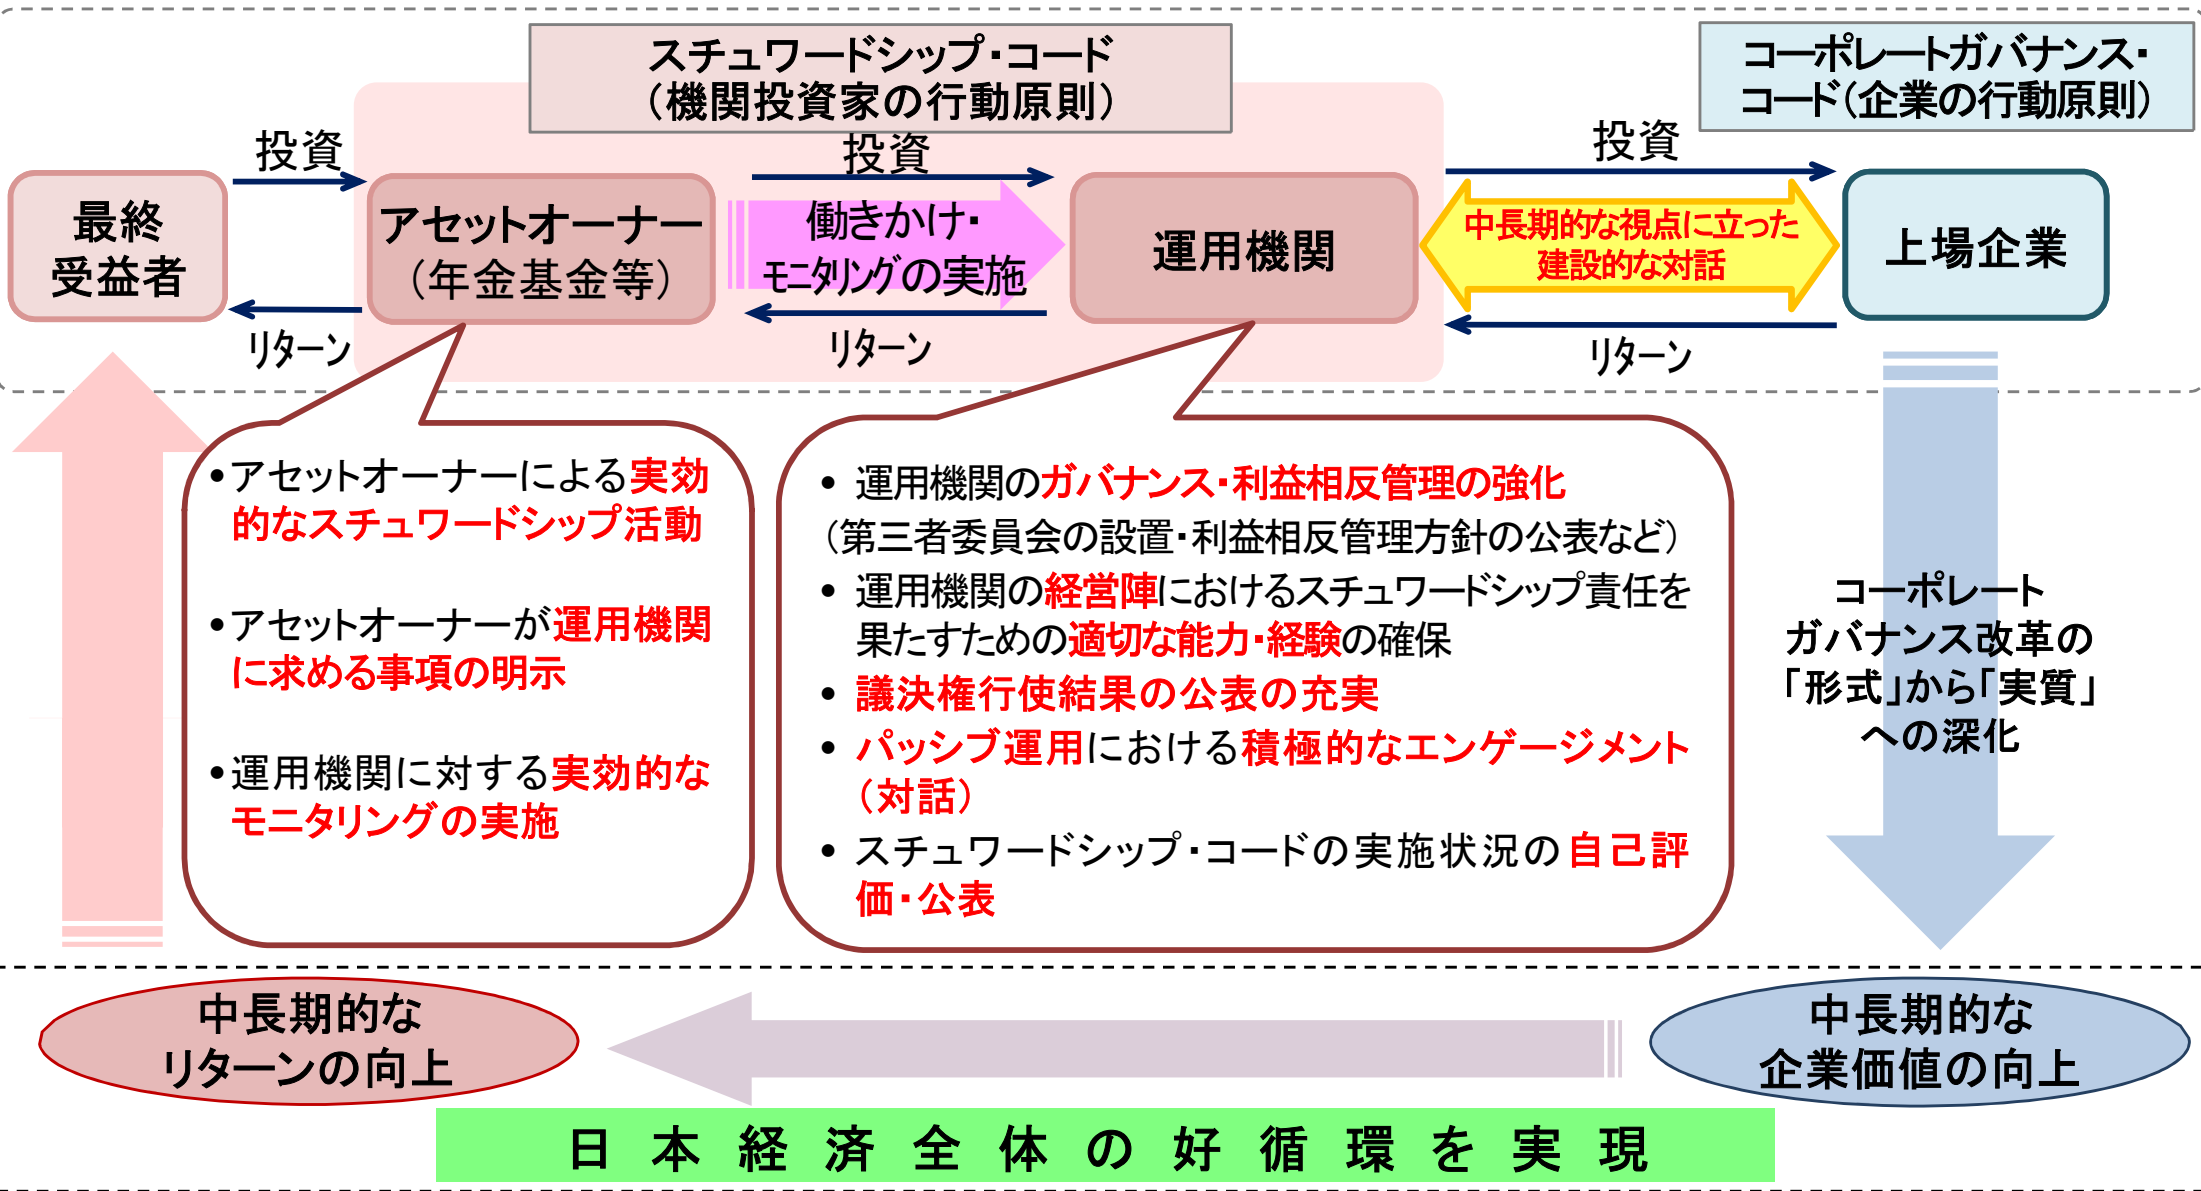 スチュワードシップ・コード
（機関投資家の行動原則）
コーポレートガバナンス・
コード（企業の行動原則）
投資
投資
投資
最終
受益者
アセットオーナー
（年金基金等）
働きかけ・
モニタリングの実施
運用機関
中長期的な視点に立った
建設的な対話
上場企業
リターン
リターン
リターン
•アセットオーナーによる実効
的なスチュワードシップ活動
•アセットオーナーが運用機関
に求める事項の明示
•運用機関に対する実効的な
モニタリングの実施
• 運用機関のガバナンス・利益相反管理の強化
（第三者委員会の設置・利益相反管理方針の公表など）
• 運用機関の経営陣におけるスチュワードシップ責任を
果たすための適切な能力・経験の確保
• 議決権行使結果の公表の充実
• パッシブ運用における積極的なエンゲージメント
（対話）
• スチュワードシップ・コードの実施状況の自己評
価・公表
コーポレート
ガバナンス改革の
「形式」から「実質」
への深化
中長期的な
リターンの向上
中長期的な
企業価値の向上
日本経済全体の好循環を実現